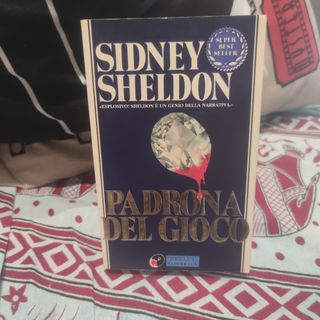 SIDNEY
SHELDON
«ESPLOSIVO! SHELDON È UN GENIO DELLA NARRATIVA.»
SUPER
BEST
SELLER
PADRONA
DEL GIOCO